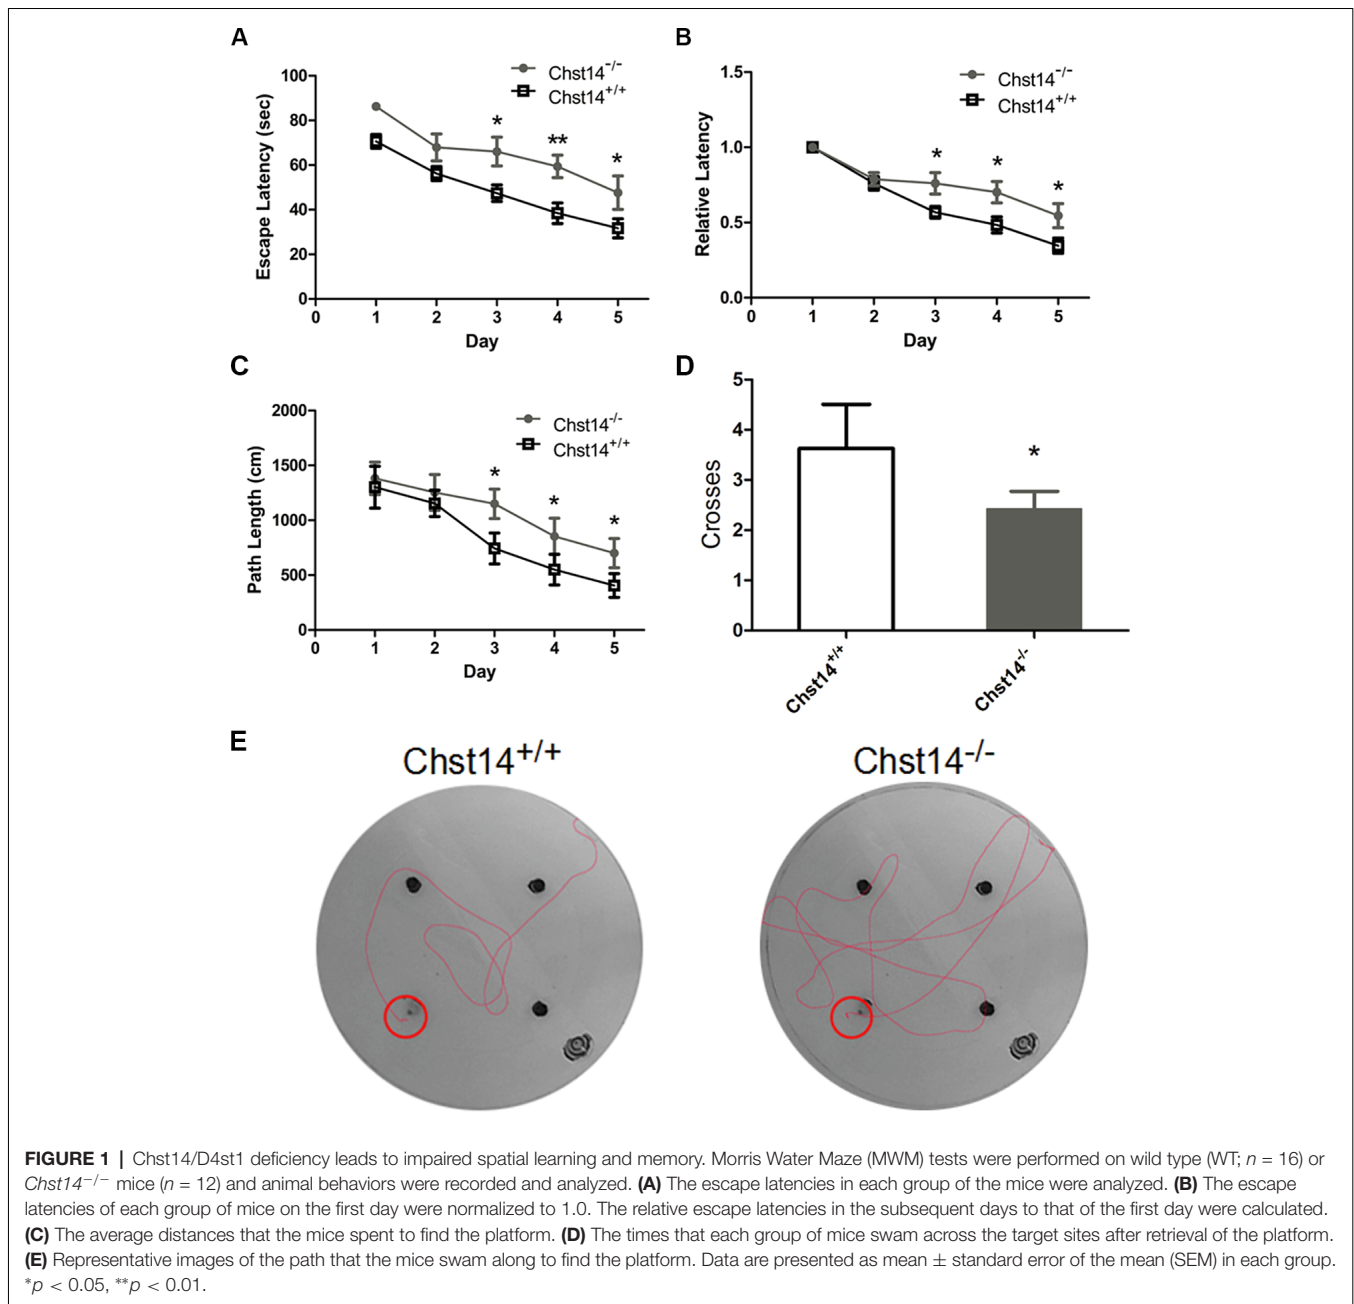 A
Escape Latency (sec)
100
80
60
40
20
0
0 1 2 3 4 5
Day
Chst14-/-
Chst14+/+
* ** *
B
Relative Latency
1.5
1.0
0.5
0.0
0 1 2 3 4 5
Day
Chst14-/-
Chst14+/+
* * *
C
Path Length (cm)
2000
1500
1000
500
0
0 1 2 3 4 5
Day
Chst14-/-
Chst14+/+
* * *
D
Crosses
5
4
3
2
1
0
*
Chst14+/+
Chst14-/-
E
Chst14+/+
Chst14-/-
FIGURE 1 | Chst14/D4st1 deficiency leads to impaired spatial learning and memory. Morris Water Maze (MWM) tests were performed on wild type (WT; n = 16) or
Chst14−/− mice (n = 12) and animal behaviors were recorded and analyzed. (A) The escape latencies in each group of the mice were analyzed. (B) The escape
latencies of each group of mice on the first day were normalized to 1.0. The relative escape latencies in the subsequent days to that of the first day were calculated.
(C) The average distances that the mice spent to find the platform. (D) The times that each group of mice swam across the target sites after retrieval of the platform.
(E) Representative images of the path that the mice swam along to find the platform. Data are presented as mean ± standard error of the mean (SEM) in each group.
*p < 0.05, **p < 0.01.